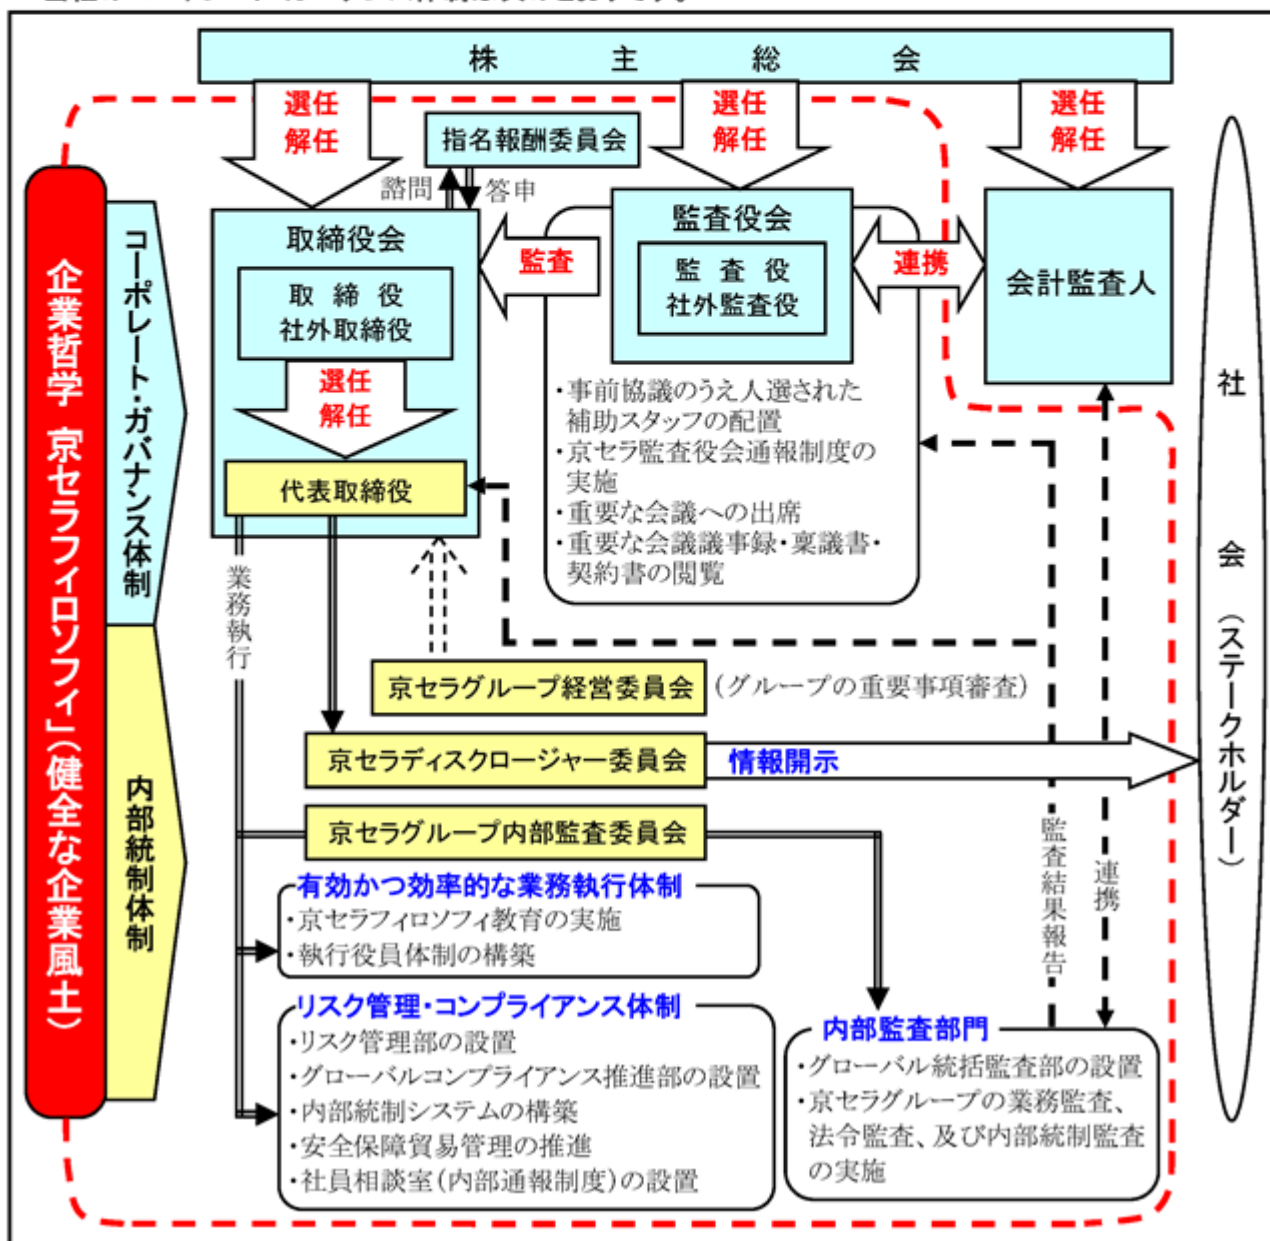 株主総会
選任
解任
選任
解任
選任
解任
指名報酬委員会
諮問
答申
取締役会
取締役
社外取締役
選任
解任
代表取締役
監査
監査役会
監査役
社外監査役
連携
会計監査人
・事前協議のうえ人選された
補助スタッフの配置
・京セラ監査役会通報制度の
実施
・重要な会議への出席
・重要な会議議事録・稟議書・
契約書の閲覧
企業哲学 京セラフィロソフィ」(健全な企業風土)
コーポレート・ガバナンス体制
内部統制体制
業務執行
京セラグループ経営委員会
(グループの重要事項審査)
京セラディスクロージャー委員会
情報開示
京セラグループ内部監査委員会
有効かつ効率的な業務執行体制
・京セラフィロソフィ教育の実施
・執行役員体制の構築
リスク管理・コンプライアンス体制
・リスク管理部の設置
・グローバルコンプライアンス推進部の設置
・内部統制システムの構築
・安全保障貿易管理の推進
・社員相談室(内部通報制度)の設置
監査結果報告
連携
内部監査部門
・グローバル統括監査部の設置
・京セラグループの業務監査、
法令監査、及び内部統制監査
の実施
社会(ステークホルダー)